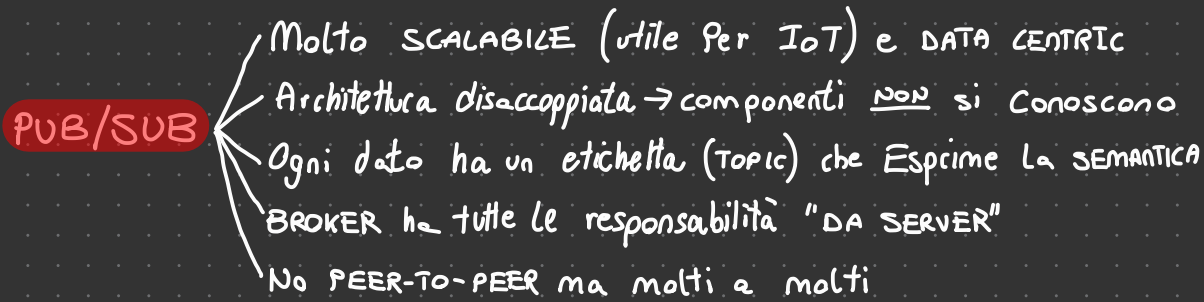 Molto SCALABILE (utile Per IoT) e DATA CENTRIC
Architettura disaccoppiata → componenti NON si Conoscono
PUB/SUB
Ogni dato ha un etichetta (TOPIC) che Esprime La SEMANTICA
BROKER ha tutte le responsabilità "DA SERVER"
No PEER-TO-PEER ma molti a molti